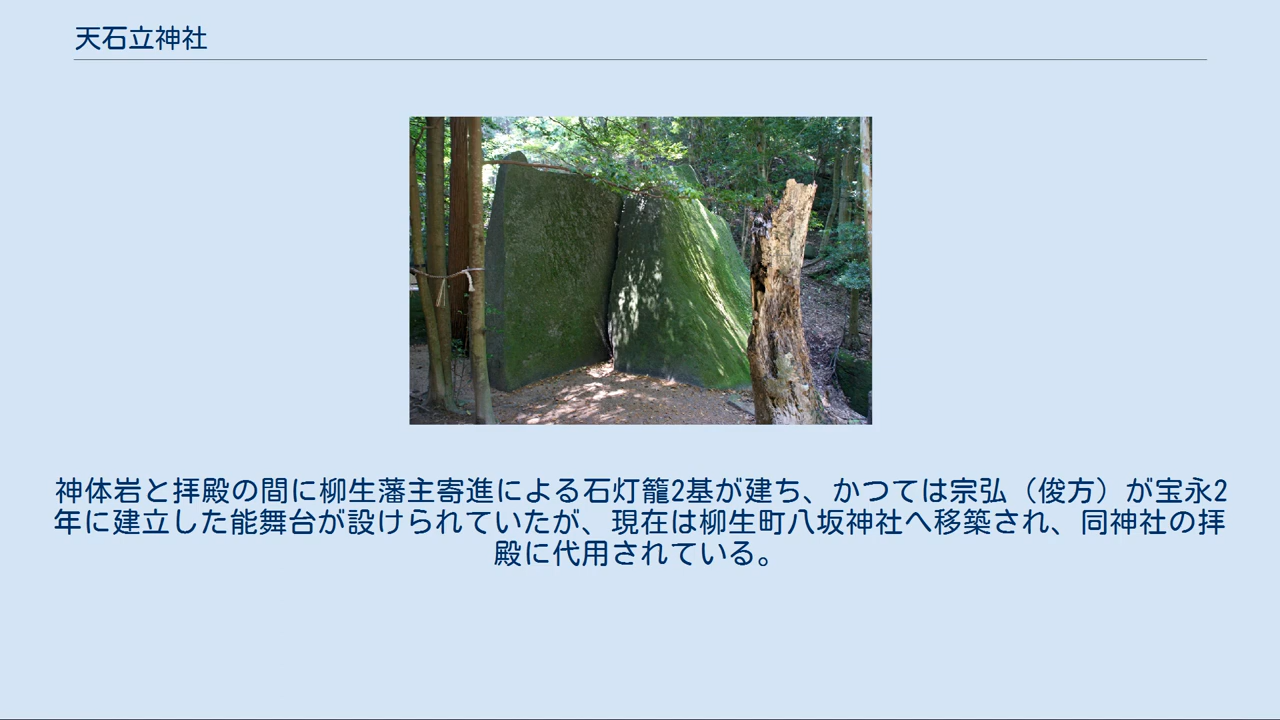 天石立神社
神体岩と拝殿の間に柳生藩主寄進による石灯籠2基が建ち、かつては宗弘（俊方）が宝永2
年に建立した能舞台が設けられていたが、現在は柳生町八坂神社へ移築され、同神社の拝
殿に代用されている。